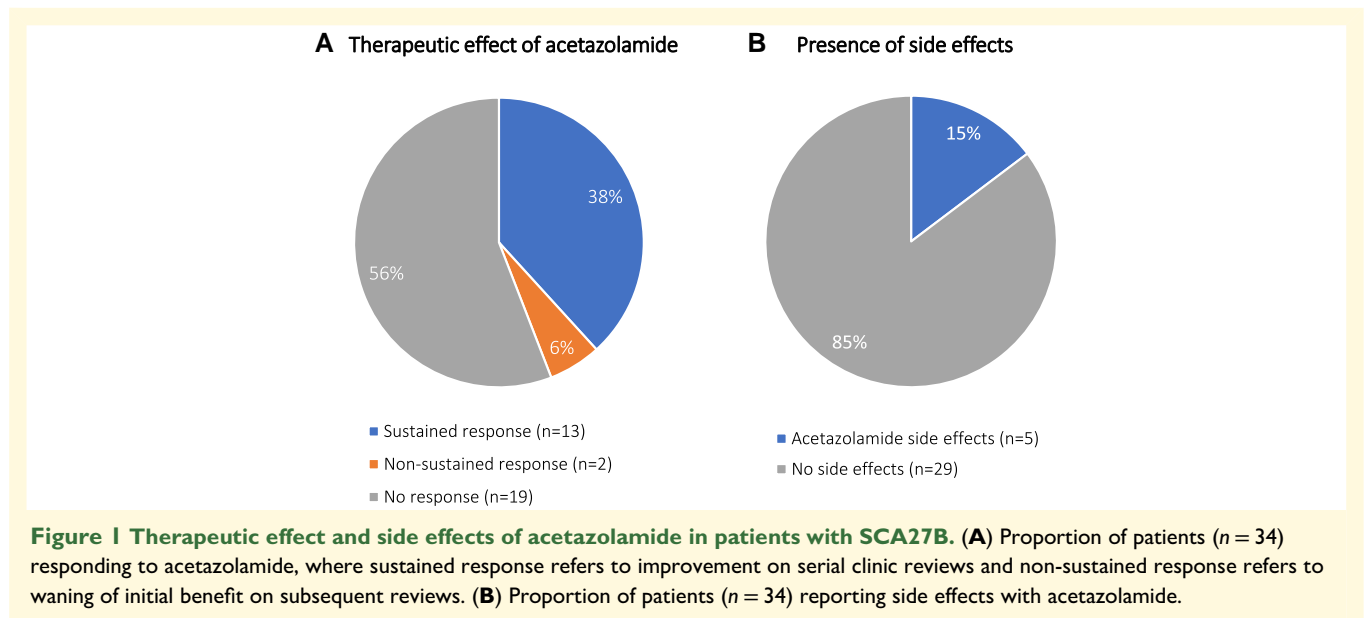 A Therapeutic effect of acetazolamide
38%
56%
6%
Sustained response (n=13)
Non-sustained response (n=2)
No response (n=19)
B Presence of side effects
15%
85%
Acetazolamide side effects (n=5)
No side effects (n=29)
Figure 1 Therapeutic effect and side effects of acetazolamide in patients with SCA27B. (A) Proportion of patients (n = 34)
responding to acetazolamide, where sustained response refers to improvement on serial clinic reviews and non-sustained response refers to
waning of initial benefit on subsequent reviews. (B) Proportion of patients (n = 34) reporting side effects with acetazolamide.